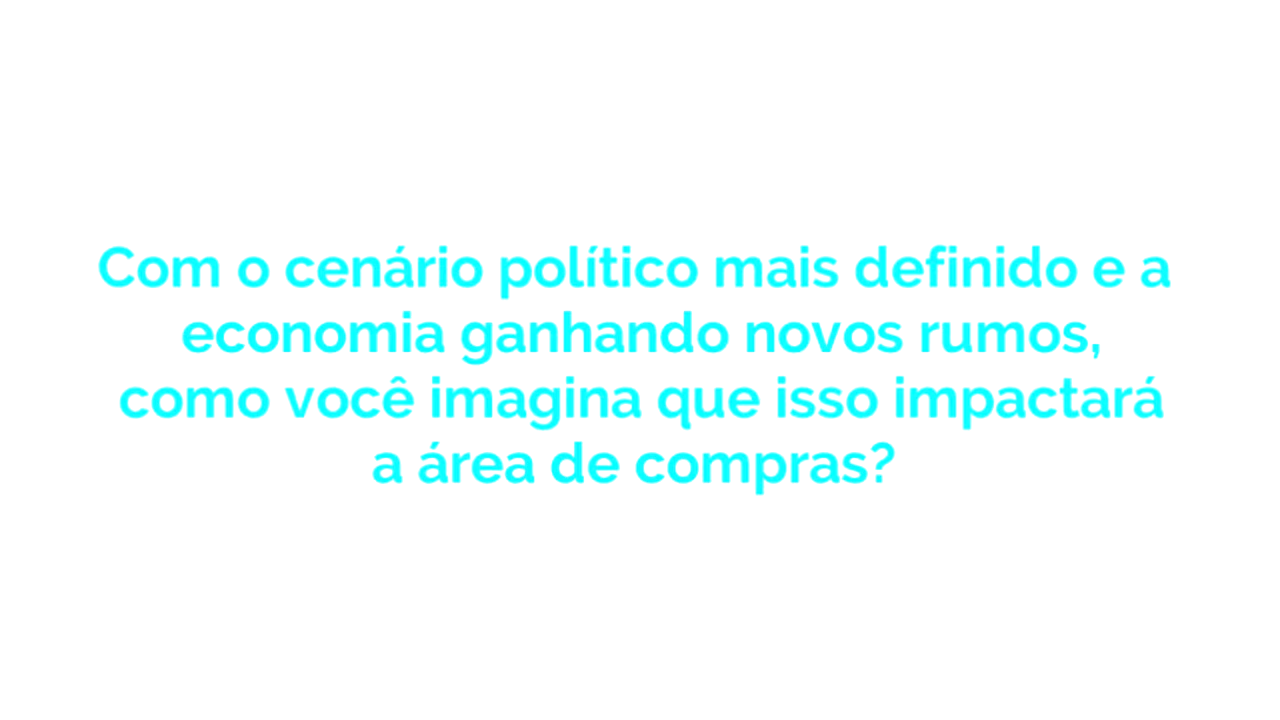 Com o cenário político mais definido e a
economia ganhando novos rumos,
como você imagina que isso impactará
a área de compras?